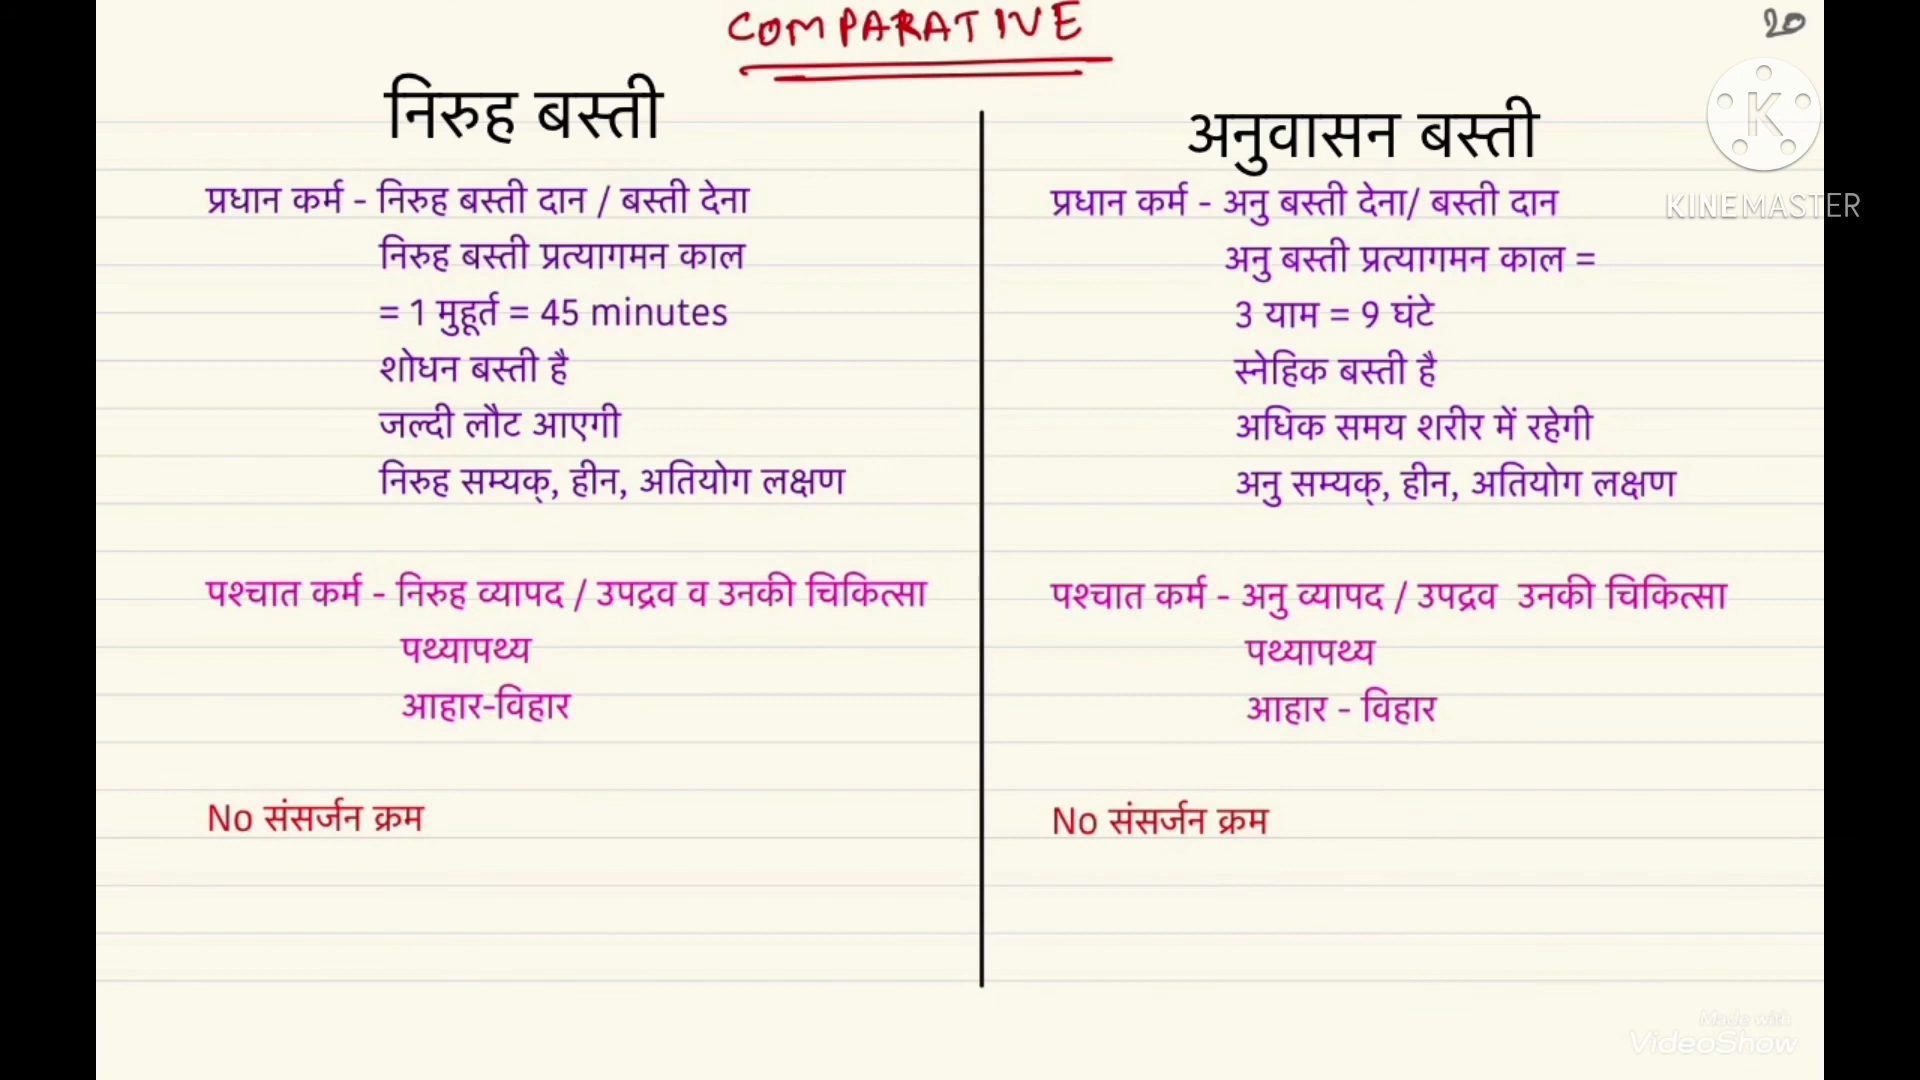 COMPARATIVE
20
निरुह बस्ती
प्रधान कर्म - निरुह बस्ती दान / बस्ती देना
निरुह बस्ती प्रत्यागमन काल
= 1 मुहूर्त = 45 minutes
शोधन बस्ती है
जल्दी लौट आएगी
निरुह सम्यक्, हीन, अतियोग लक्षण
पश्चात कर्म - निरुह व्यापद / उपद्रव व उनकी चिकित्सा
पथ्यापथ्य
आहार-विहार
No संसर्जन क्रम
अनुवासन बस्ती
प्रधान कर्म - अनु बस्ती देना/ बस्ती दान
अनु बस्ती प्रत्यागमन काल =
3 याम = 9 घंटे
स्नेहिक बस्ती है
अधिक समय शरीर में रहेगी
अनु सम्यक्, हीन, अतियोग लक्षण
पश्चात कर्म - अनु व्यापद / उपद्रव उनकी चिकित्सा
पथ्यापथ्य
आहार - विहार
No संसर्जन क्रम
K
KINEMASTER
Made with
VideoShow